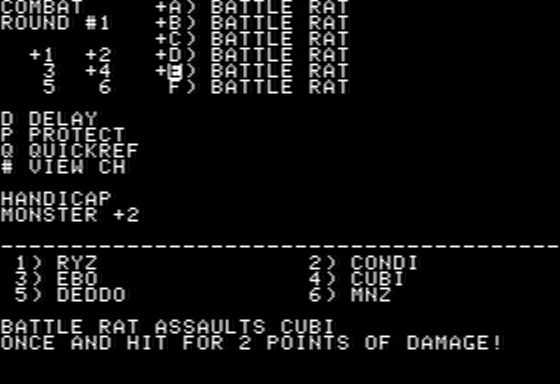 COMBAT +A) BATTLE RAT
ROUND #1 +B) BATTLE RAT
+C) BATTLE RAT
+1 +2 +D) BATTLE RAT
3 +4 +E) BATTLE RAT
5 6 F) BATTLE RAT
D DELAY
P PROTECT
Q QUICKREF
# VIEW CH
HANDICAP
MONSTER +2
----------------------------------------
1) RYZ 2) CONDI
3) EBO 4) CUBI
5) DEDDO 6) MNZ
BATTLE RAT ASSAULTS CUBI
ONCE AND HIT FOR 2 POINTS OF DAMAGE!